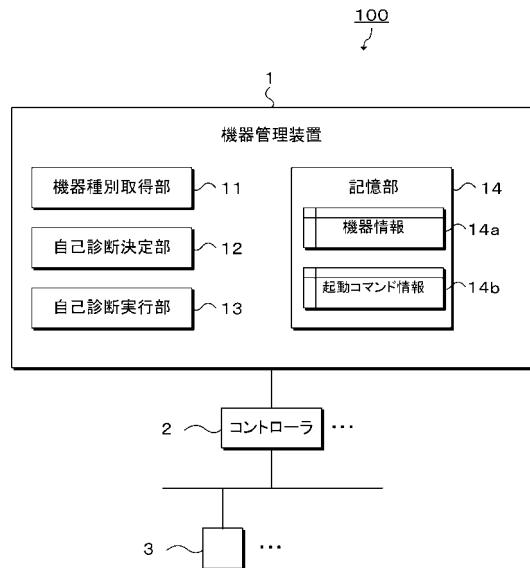 100
1
機器管理装置
機器種別取得部 11
自己診断決定部 12
自己診断実行部 13
記憶部 14
機器情報 14a
起動コマンド情報 14b
2 コントローラ …
3 …